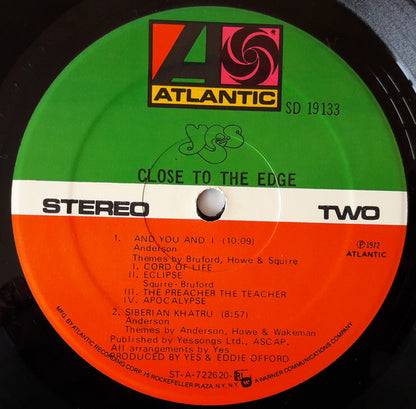 ATLANTIC
SD 19133
YES
CLOSE TO THE EDGE
STEREO TWO
1. AND YOU AND I (10:09)
Anderson
Themes by Bruford, Howe & Squire
I. CORD OF LIFE
II. ECLIPSE
Squire-Bruford
III. THE PREACHER THE TEACHER
IV. APOCALYPSE
℗ 1972
ATLANTIC
2. SIBERIAN KHATRU (8:57)
Anderson
Themes by Anderson, Howe & Wakeman
Published by Yessongs Ltd., ASCAP.
All arrangements by Yes
PRODUCED BY YES & EDDIE OFFORD
ST-A-722620-
MFG BY ATLANTIC RECORDING CORP. 75 ROCKEFELLER PLAZA, N.Y. N.Y. A WARNER COMMUNICATIONS COMPANY